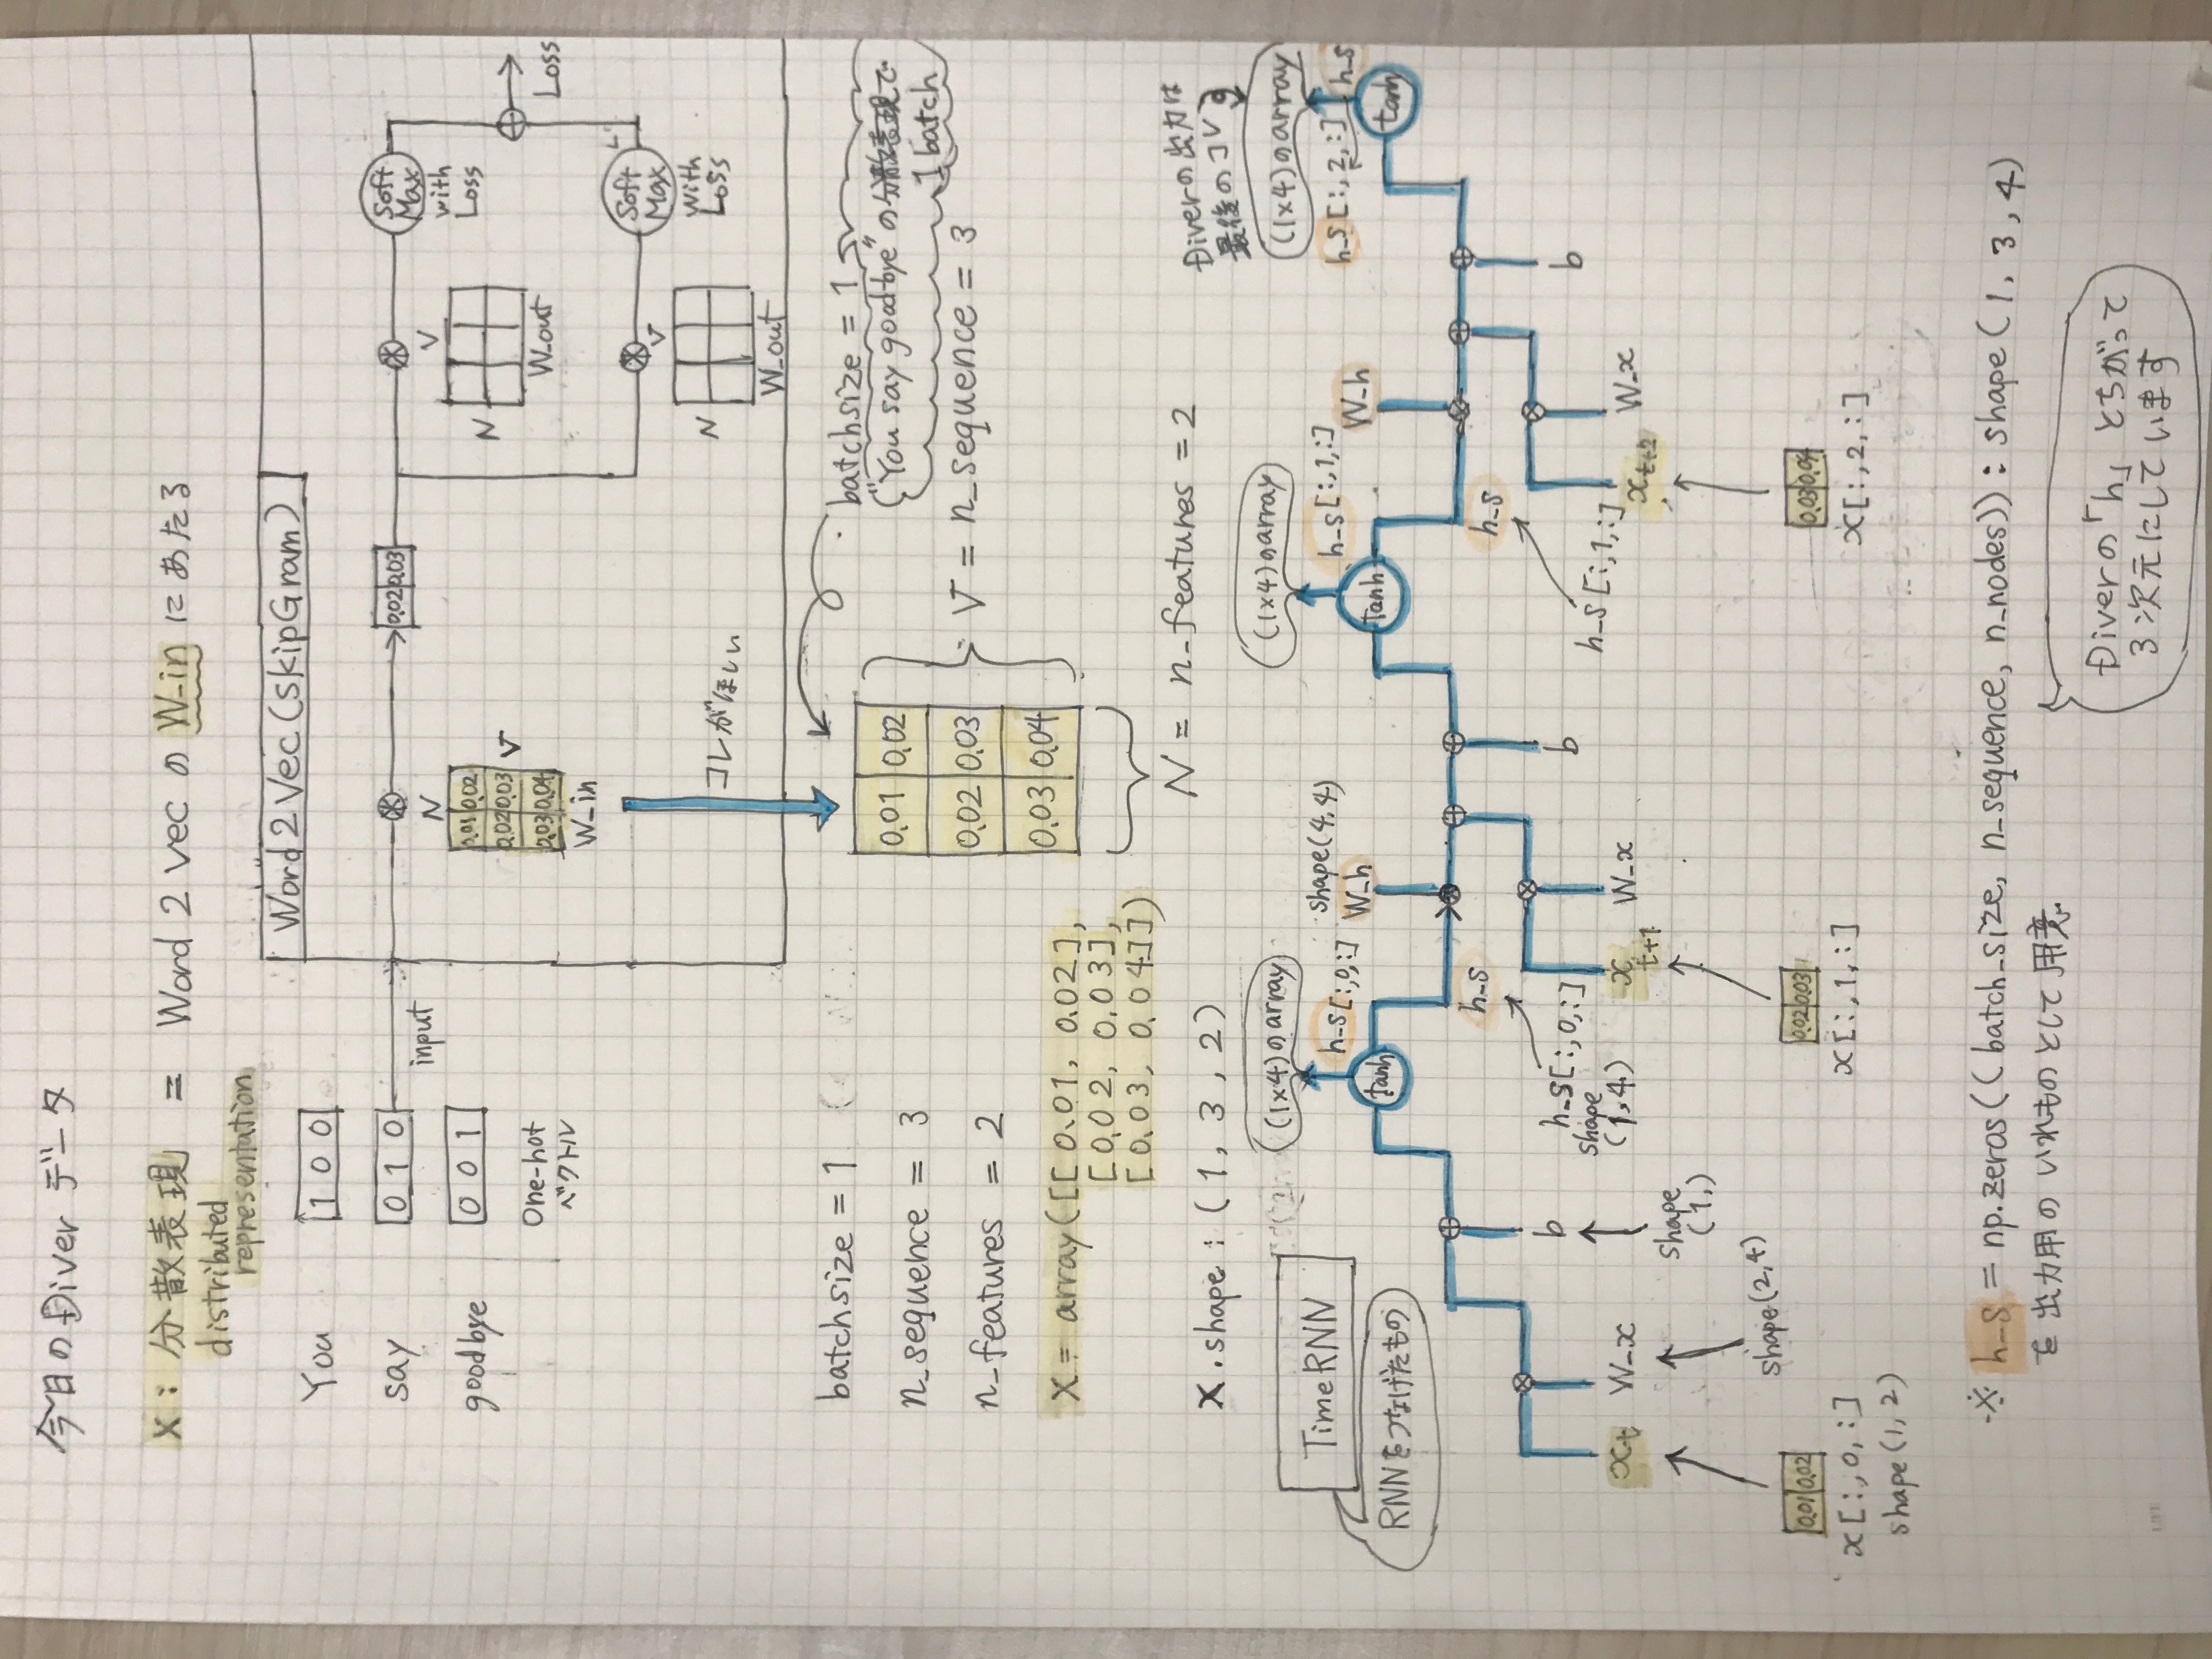 今日のDiverデータ
x : 分散表現 = Word 2 vec の W_in にあたる
distributed
representation
Word 2 Vec (skipGram)
You
1 0 0
say
0 1 0
input
goodbye
0 0 1
One-hot
ベクトル
N
0.01 0.02
0.02 0.03
0.03 0.04
V
W_in
0.02 0.03
V
N
W_out
Soft
Max
with
Loss
Loss
V
N
W_out
Soft
Max
with
Loss
コレがほしい
batchsize = 1
n_sequence = 3
n_features = 2
x = array([[[ 0.01, 0.02],
[0.02, 0.03],
[0.03, 0.04]])
x.shape : (1, 3, 2)
0.01 0.02
0.02 0.03
0.03 0.04
batchsize = 1
("You say goodbye"の分散表現で
1 batch
V = n_sequence = 3
N = n_features = 2
Diverの出力は
最後のコレ
TimeRNN
RNNをつなげたもの
(1x4)のarray
h_s[:,0,:]
tanh
shape(4,4)
W_h
(1x4)のarray
h_s[:,1,:]
tanh
W_h
(1x4)のarray
h_s[:,2,:]
h_s
tanh
h_s
h_s
b
h_s[:,0,:]
shape
(1,4)
b
h_s[:,1,:]
b
xt
W_x
shape
(1,)
x
t+1
W_x
xt+2
W_x
shape(2,4)
0.01 0.02
x[:,0,:]
shape(1,2)
0.02 0.03
x[:,1,:]
0.03 0.04
x[:,2,:]
※ h_s = np.zeros((batch_size, n_sequence, n_nodes)) : shape(1, 3, 4)
を出力用のいれものとして用意
Diverの「h」とちがって
3次元にしています